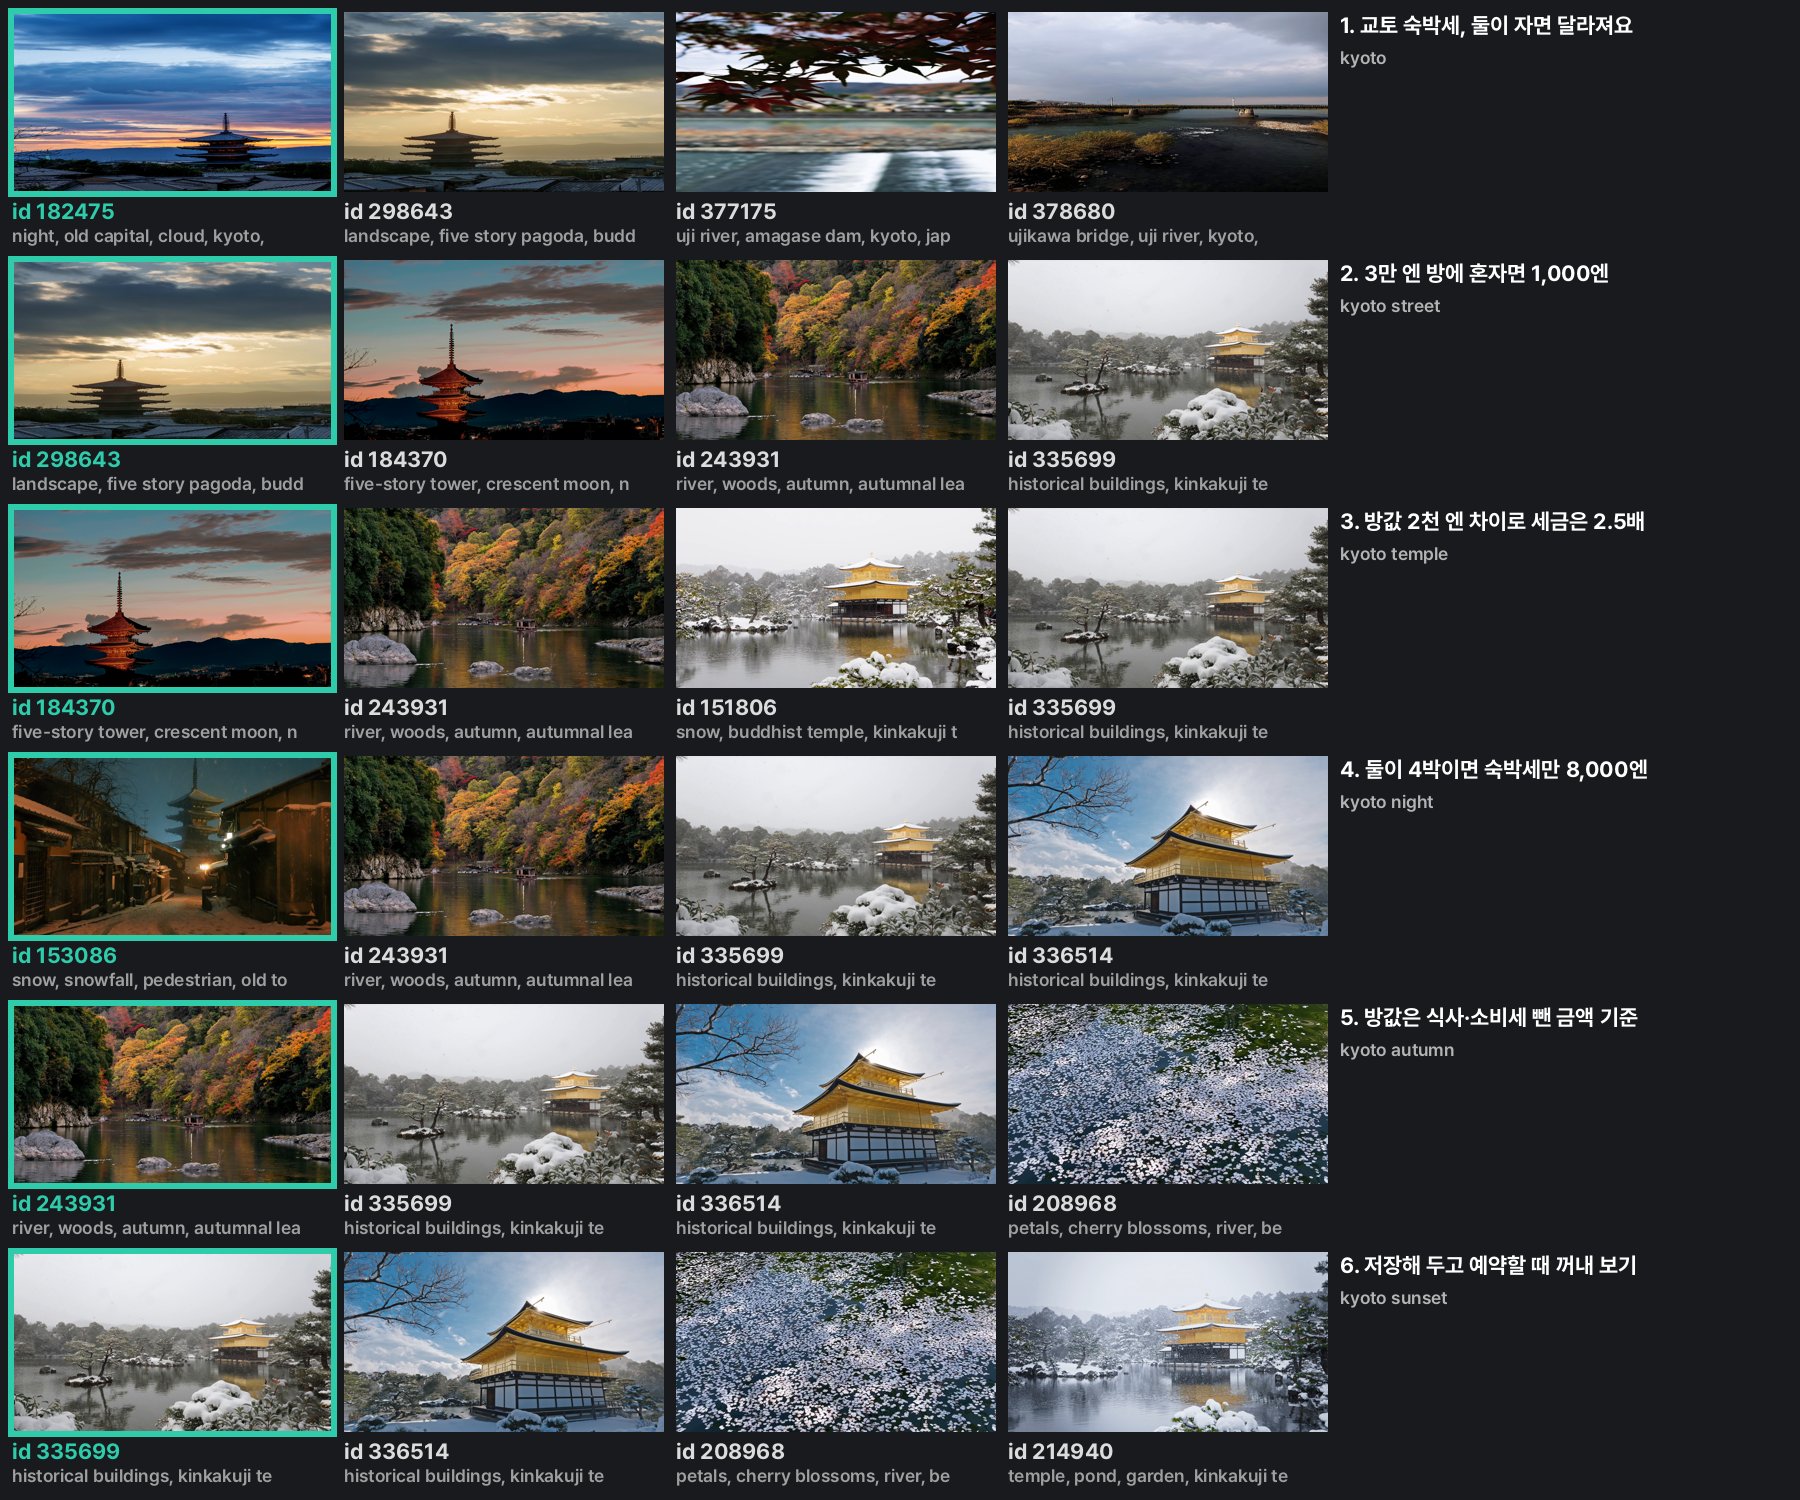 1. 교토 숙박세, 둘이 자면 달라져요
kyoto
id 182475
id 298643
id 377175
id 378680
night, old capital, cloud, kyoto,
landscape, five story pagoda, budd
uji river, amagase dam, kyoto, jap
ujikawa bridge, uji river, kyoto,
2. 3만 엔 방에 혼자면 1,000엔
kyoto street
id 298643
id 184370
id 243931
id 335699
landscape, five story pagoda, budd
five-story tower, crescent moon, n
river, woods, autumn, autumnal lea
historical buildings, kinkakuji te
3. 방값 2천 엔 차이로 세금은 2.5배
kyoto temple
id 184370
id 243931
id 151806
id 335699
five-story tower, crescent moon, n
river, woods, autumn, autumnal lea
snow, buddhist temple, kinkakuji t
historical buildings, kinkakuji te
4. 둘이 4박이면 숙박세만 8,000엔
kyoto night
id 153086
id 243931
id 335699
id 336514
snow, snowfall, pedestrian, old to
river, woods, autumn, autumnal lea
historical buildings, kinkakuji te
historical buildings, kinkakuji te
5. 방값은 식사·소비세 뺀 금액 기준
kyoto autumn
id 243931
id 335699
id 336514
id 208968
river, woods, autumn, autumnal lea
historical buildings, kinkakuji te
historical buildings, kinkakuji te
petals, cherry blossoms, river, be
6. 저장해 두고 예약할 때 꺼내 보기
kyoto sunset
id 335699
id 336514
id 208968
id 214940
historical buildings, kinkakuji te
historical buildings, kinkakuji te
petals, cherry blossoms, river, be
temple, pond, garden, kinkakuji te